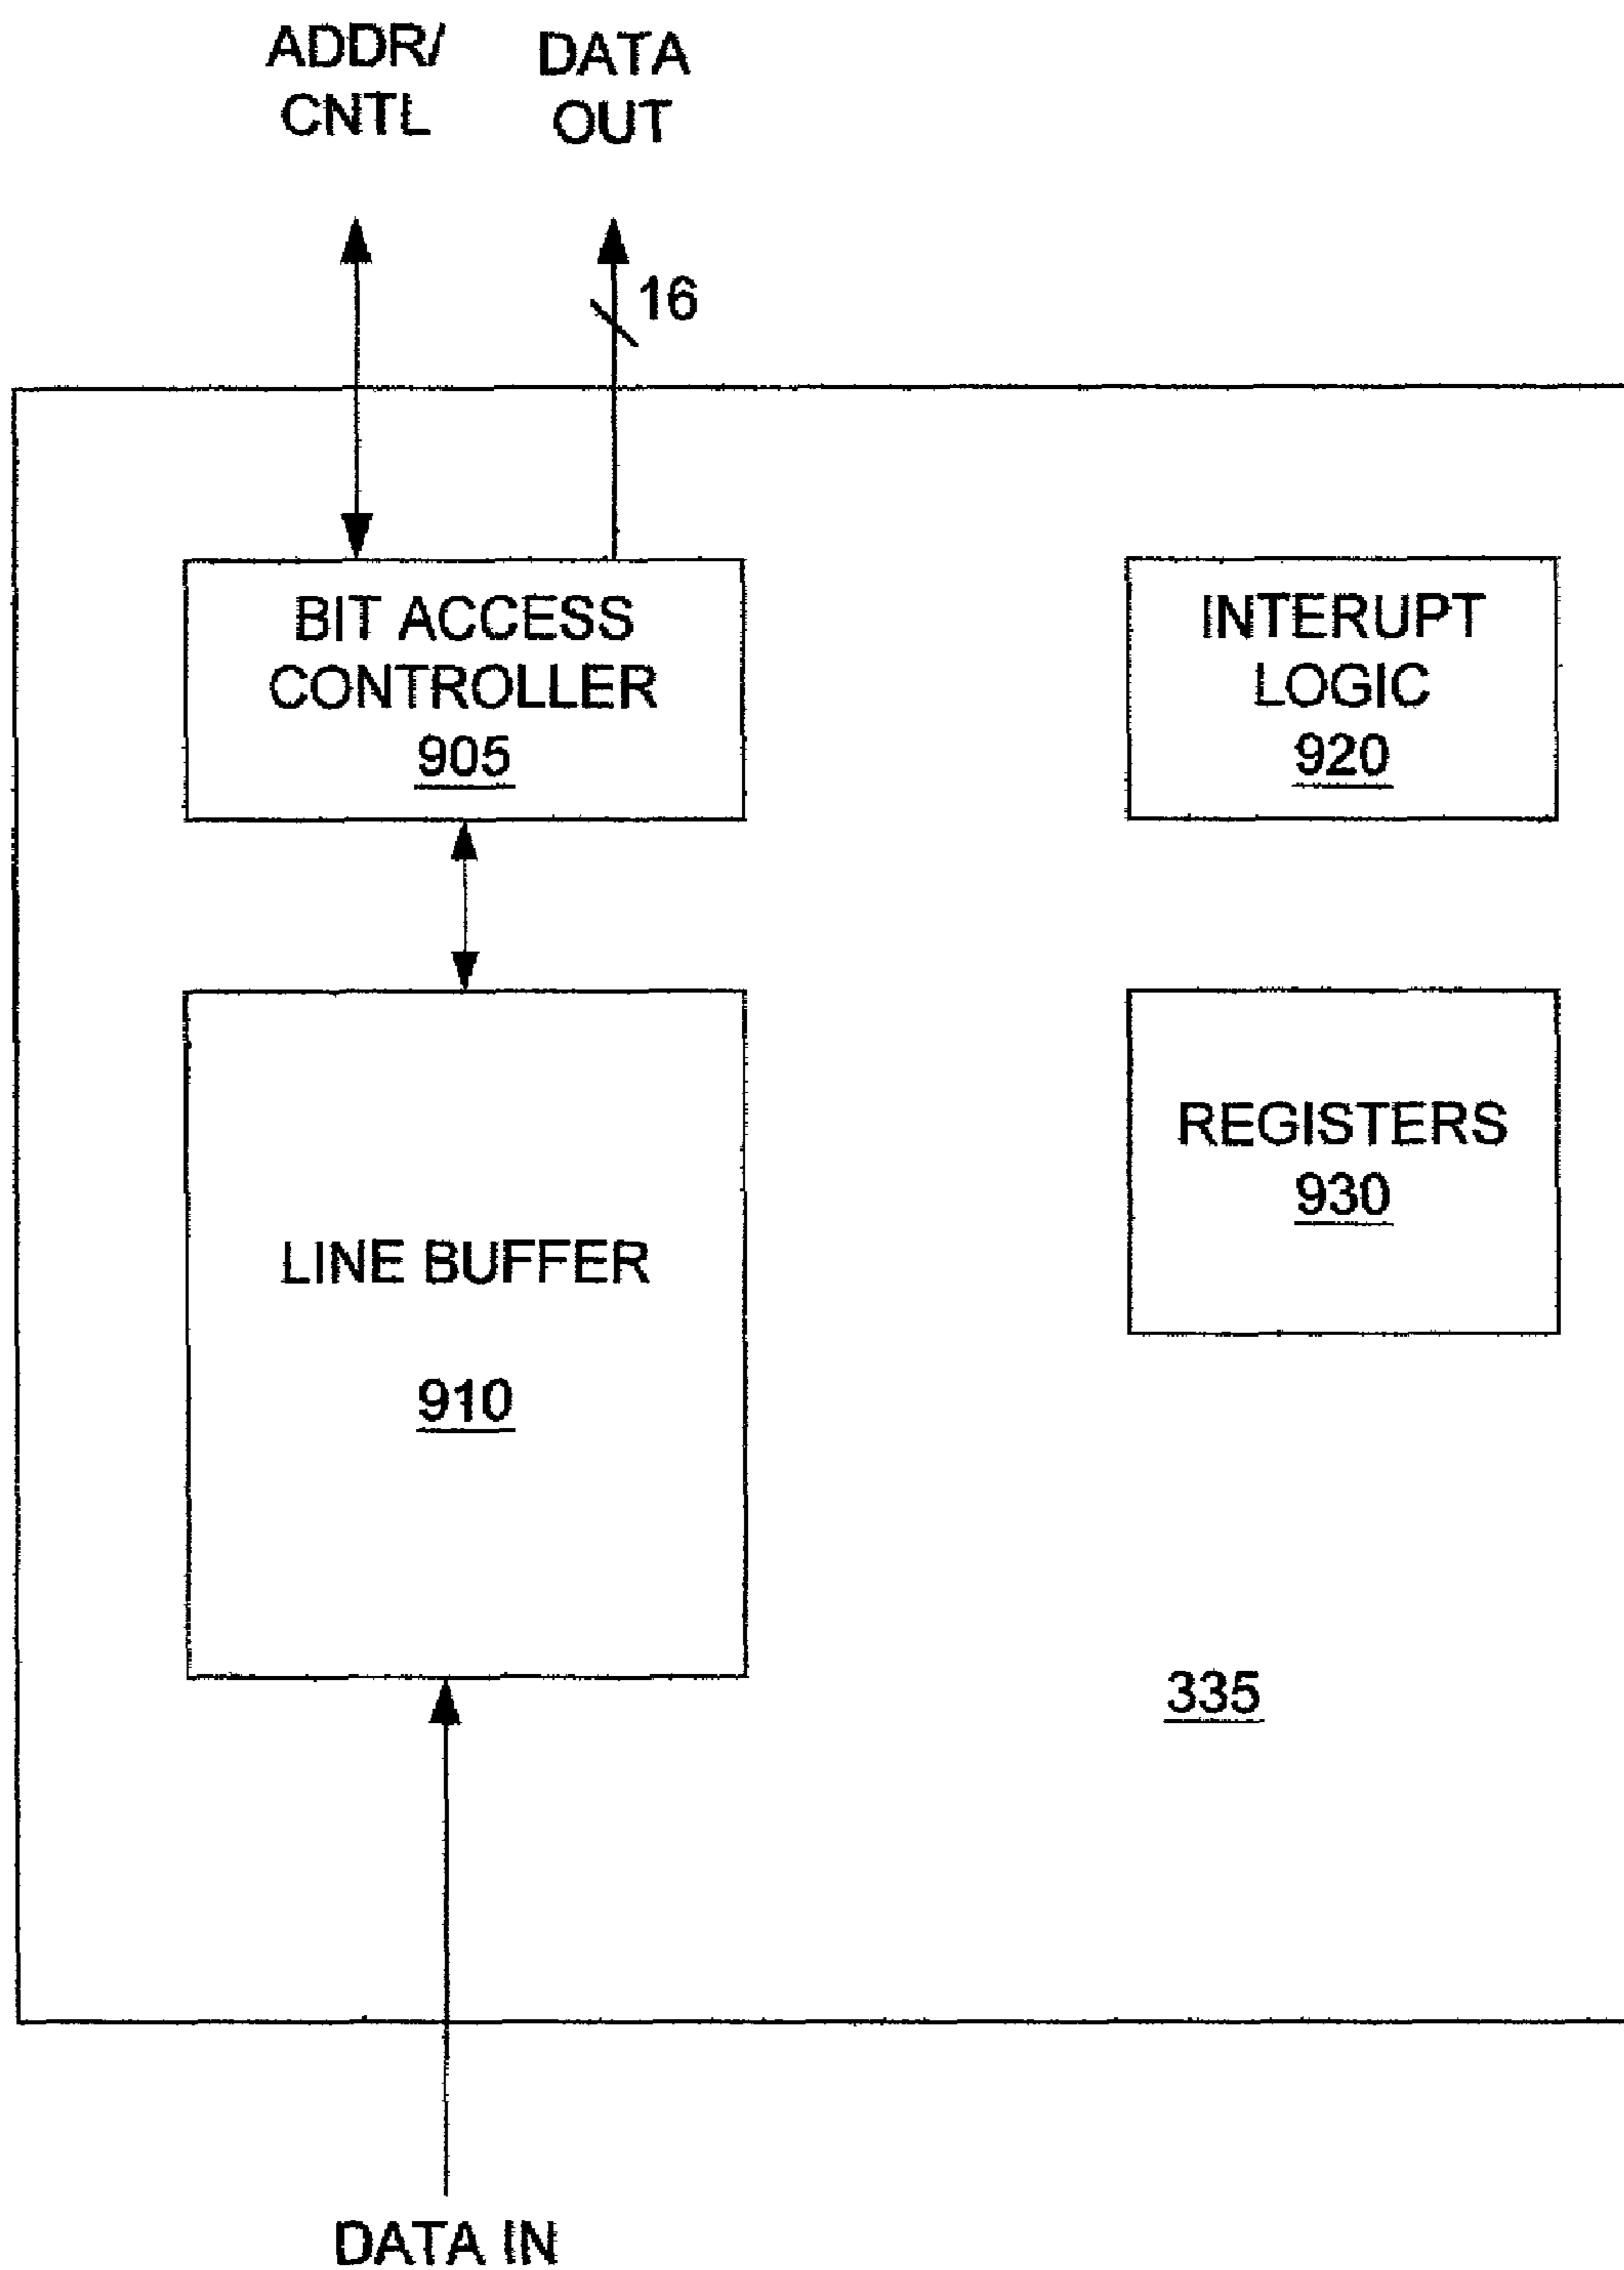 ADDR/
CNTL
DATA
OUT
16
BIT ACCESS
CONTROLLER
905
INTERUPT
LOGIC
920
REGISTERS
930
LINE BUFFER
910
335
DATA IN